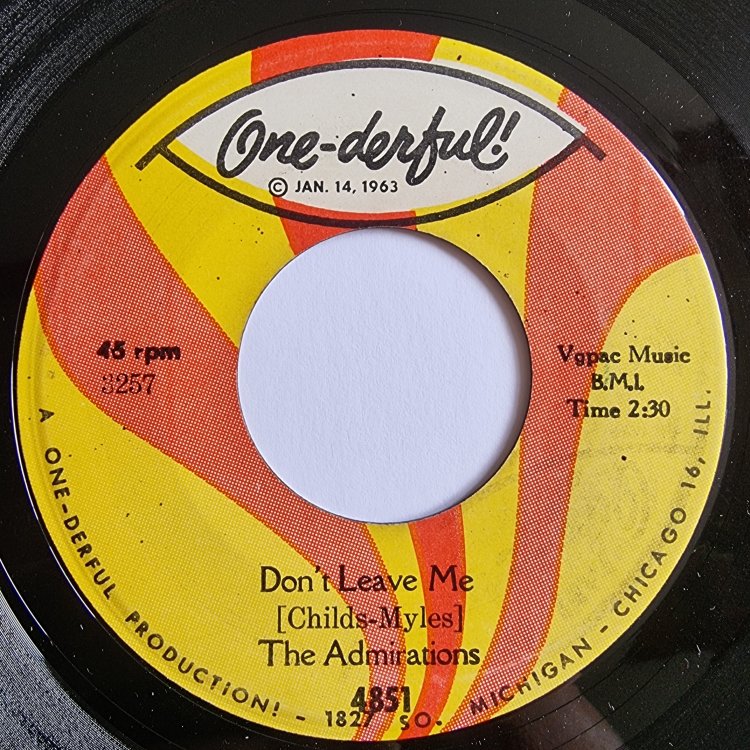 One-derful!
© JAN. 14, 1963
45 rpm
3257
Vgpac Music
B.M.I.
Time 2:30
Don't Leave Me
[Childs-Myles]
The Admirations
4851
A ONE-DERFUL PRODUCTION! - 1827 SO. MICHIGAN - CHICAGO 16, ILL.